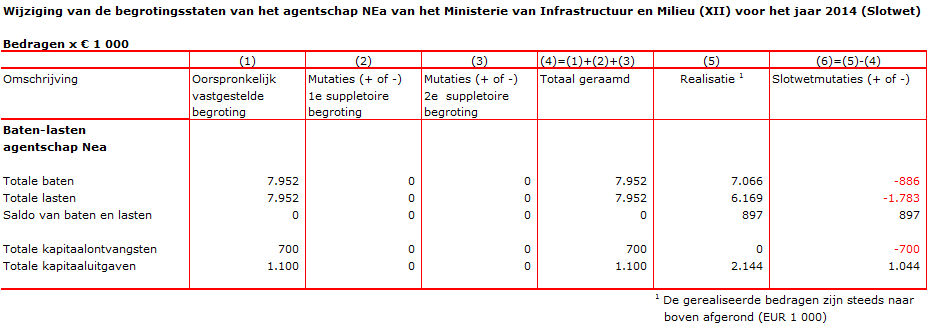 Wijziging van de begrotingsstaten van het agentschap NEa van het Ministerie van Infrastructuur en Milieu (XII) voor het jaar 2014 (Slotwet)
Bedragen x € 1 000
(1) (2) (3) (4)=(1)+(2)+(3) (5) (6)=(5)-(4)
Omschrijving Oorspronkelijk Mutaties (+ of -) Mutaties (+ of -) Totaal geraamd Realisatie 1 Slotwetmutaties (+ of -)
vastgestelde 1e suppletoire 2e suppletoire
begroting begroting begroting
Baten-lasten
agentschap Nea
Totale baten 7.952 0 0 7.952 7.066 -886
Totale lasten 7.952 0 0 7.952 6.169 -1.783
Saldo van baten en lasten 0 0 0 0 897 897
Totale kapitaalontvangsten 700 0 0 700 0 -700
Totale kapitaaluitgaven 1.100 0 0 1.100 2.144 1.044
1 De gerealiseerde bedragen zijn steeds naar
boven afgerond (EUR 1 000)